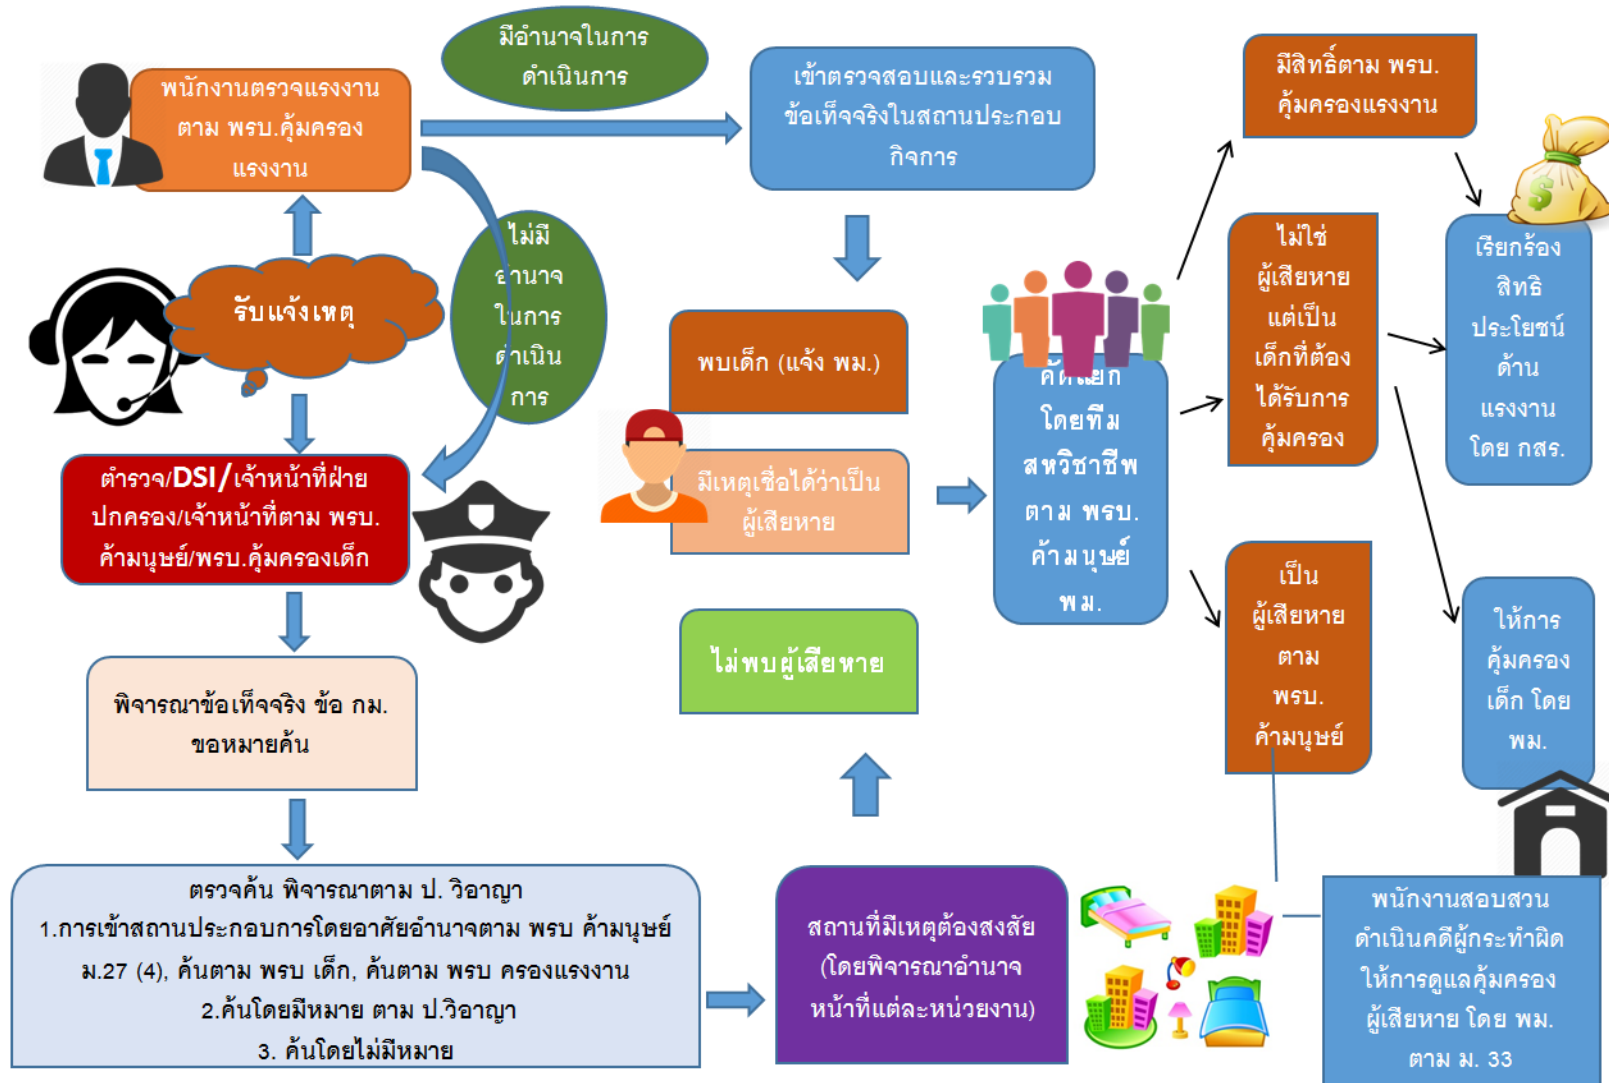 มีอำนาจในการ
ดำเนินการ
พนักงานตรวจแรงงาน
ตาม พรบ.คุ้มครอง
แรงงาน
เข้าตรวจสอบและรวบรวม
ข้อเท็จจริงในสถานประกอบ
กิจการ
มีสิทธิ์ตาม พรบ.
คุ้มครองแรงงาน
ไม่มี
อำนาจ
ในการ
ดำเนิน
การ
รับแจ้งเหตุ
ไม่ใช่
ผู้เสียหาย
แต่เป็น
เด็กที่ต้อง
ได้รับการ
คุ้มครอง
เรียกร้อง
สิทธิ
ประโยชน์
ด้าน
แรงงาน
โดย กสร.
พบเด็ก (แจ้ง พม.)
คัดแยก
โดยทีม
สหวิชาชีพ
ตาม พรบ.
ค้ามนุษย์
พม.
มีเหตุเชื่อได้ว่าเป็น
ผู้เสียหาย
ตำรวจ/DSI/เจ้าหน้าที่ฝ่าย
ปกครอง/เจ้าหน้าที่ตาม พรบ.
ค้ามนุษย์/พรบ.คุ้มครองเด็ก
เป็น
ผู้เสียหาย
ตาม
พรบ.
ค้ามนุษย์
ให้การ
คุ้มครอง
เด็ก โดย
พม.
ไม่พบผู้เสียหาย
พิจารณาข้อเท็จจริง ข้อ กม.
ขอหมายค้น
ตรวจค้น พิจารณาตาม ป. วิอาญา
1.การเข้าสถานประกอบการโดยอาศัยอำนาจตาม พรบ ค้ามนุษย์
ม.27 (4), ค้นตาม พรบ เด็ก, ค้นตาม พรบ ครองแรงงาน
2.ค้นโดยมีหมาย ตาม ป.วิอาญา
3. ค้นโดยไม่มีหมาย
สถานที่มีเหตุต้องสงสัย
(โดยพิจารณาอำนาจ
หน้าที่แต่ละหน่วยงาน)
พนักงานสอบสวน
ดำเนินคดีผู้กระทำผิด
ให้การดูแลคุ้มครอง
ผู้เสียหาย โดย พม.
ตาม ม. 33